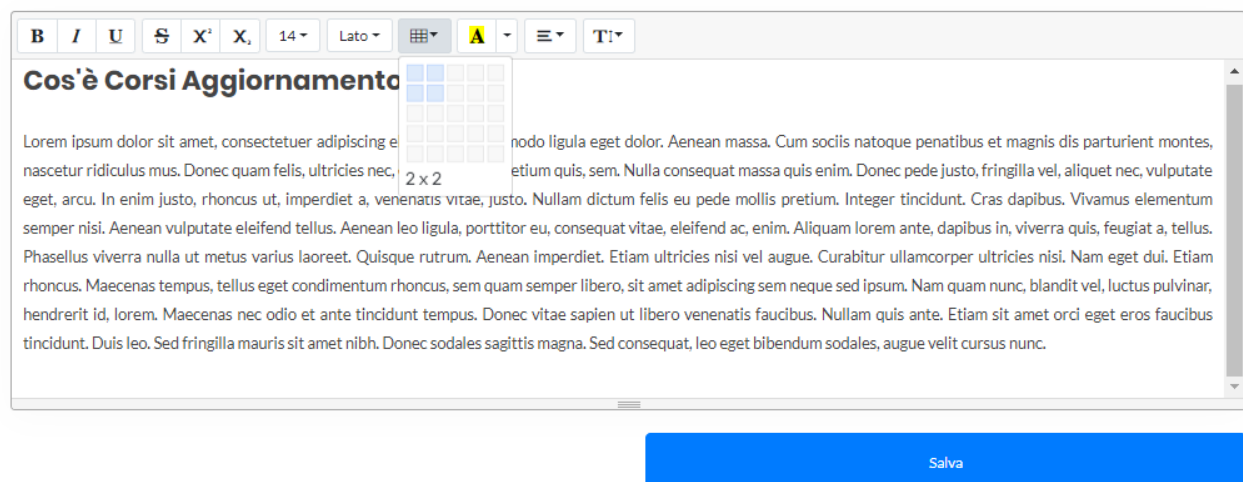 B I U S X² X, 14 Lato A TI
Cos'è Corsi Aggiornamento
2 x 2
Lorem ipsum dolor sit amet, consectetuer adipiscing modo ligula eget dolor. Aenean massa. Cum sociis natoque penatibus et magnis dis parturient montes,
nascetur ridiculus mus. Donec quam felis, ultricies nec, quis, sem. Nulla consequat massa quis enim. Donec pede justo, fringilla vel, aliquet nec, vulputate
eget, arcu. In enim justo, rhoncus ut, imperdiet a, venenatis vitae, justo. Nullam dictum felis eu pede mollis pretium. Integer tincidunt. Cras dapibus. Vivamus elementum
semper nisi. Aenean vulputate eleifend tellus. Aenean leo ligula, porttitor eu, consequat vitae, eleifend ac, enim. Aliquam lorem ante, dapibus in, viverra quis, feugiat a, tellus.
Phasellus viverra nulla ut metus varius laoreet. Quisque rutrum. Aenean imperdiet. Etiam ultricies nisi vel augue. Curabitur ullamcorper ultricies nisi. Nam eget dui. Etiam
rhoncus. Maecenas tempus, tellus eget condimentum rhoncus, sem quam semper libero, sit amet adipiscing sem neque sed ipsum. Nam quam nunc, blandit vel, luctus pulvinar,
hendrerit id, lorem. Maecenas nec odio et ante tincidunt tempus. Donec vitae sapien ut libero venenatis faucibus. Nullam quis ante. Etiam sit amet orci eget eros faucibus
tincidunt. Duis leo. Sed fringilla mauris sit amet nibh. Donec sodales sagittis magna. Sed consequat, leo eget bibendum sodales, augue velit cursus nunc.
Salva